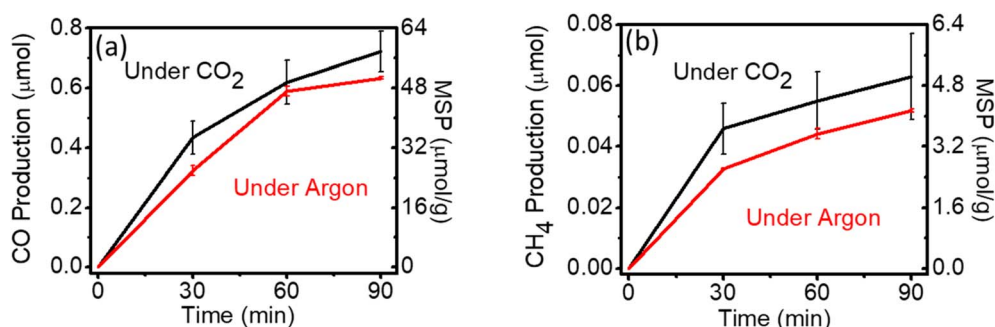 (a)
Under CO2
Under Argon
CO Production (μmol)
0.8
0.6
0.4
0.2
0.0
MSP (μmol/g)
64
48
32
16
0
0 30 60 90
Time (min)
(b)
Under CO2
Under Argon
CH4 Production (μmol)
0.08
0.06
0.04
0.02
0.00
MSP (μmol/g)
6.4
4.8
3.2
1.6
0.0
0 30 60 90
Time (min)